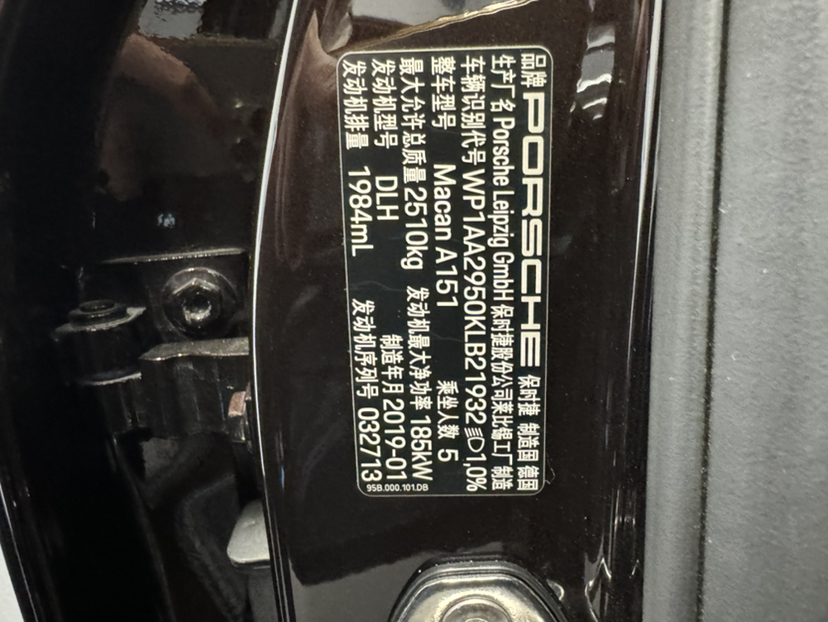 品牌 PORSCHE 保时捷 制造国 德国
生产厂名 Porsche Leipzig GmbH 保时捷股份公司莱比锡工厂制造
车辆识别代号 WP1AA2950KLB21932 1,0%
整车型号 Macan A151 乘坐人数 5
最大允许总质量 2510kg 发动机最大净功率 185kW
发动机型号 DLH 制造年月 2019-01
发动机排量 1984mL 发动机序列号 032713
95B.000.101.DB